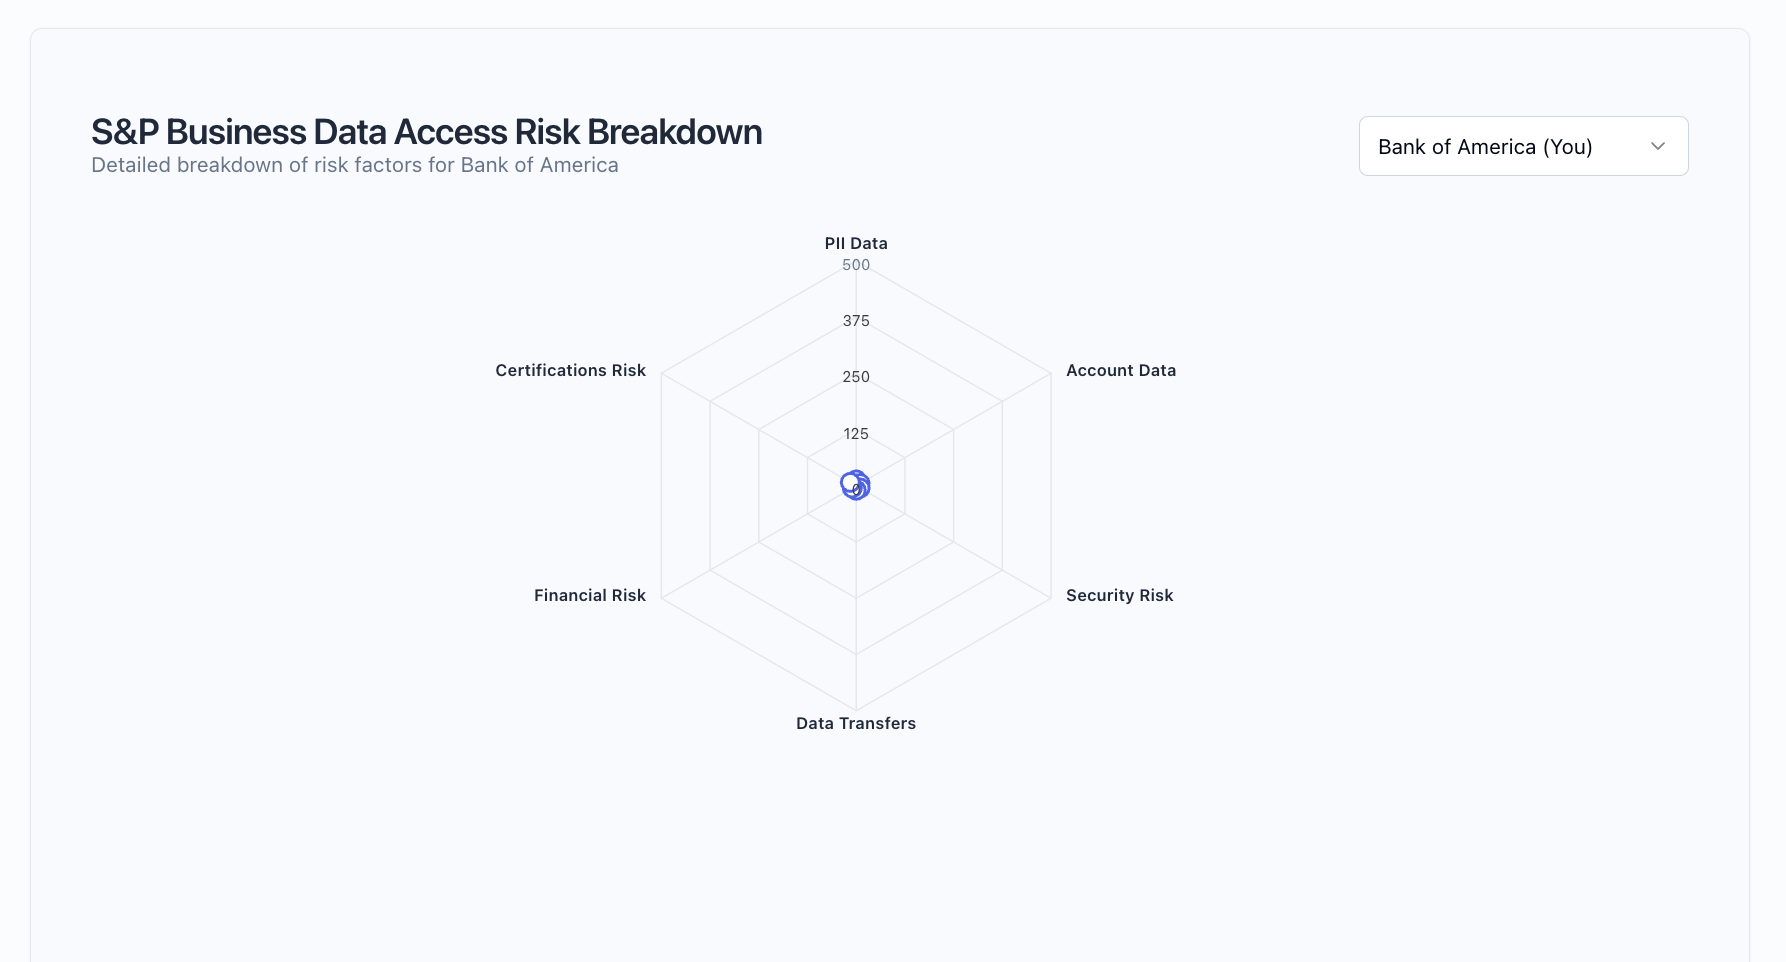 S&P Business Data Access Risk Breakdown
Detailed breakdown of risk factors for Bank of America
Bank of America (You)
PII Data
500
375
Certifications Risk
Account Data
250
125
0
Financial Risk
Security Risk
Data Transfers